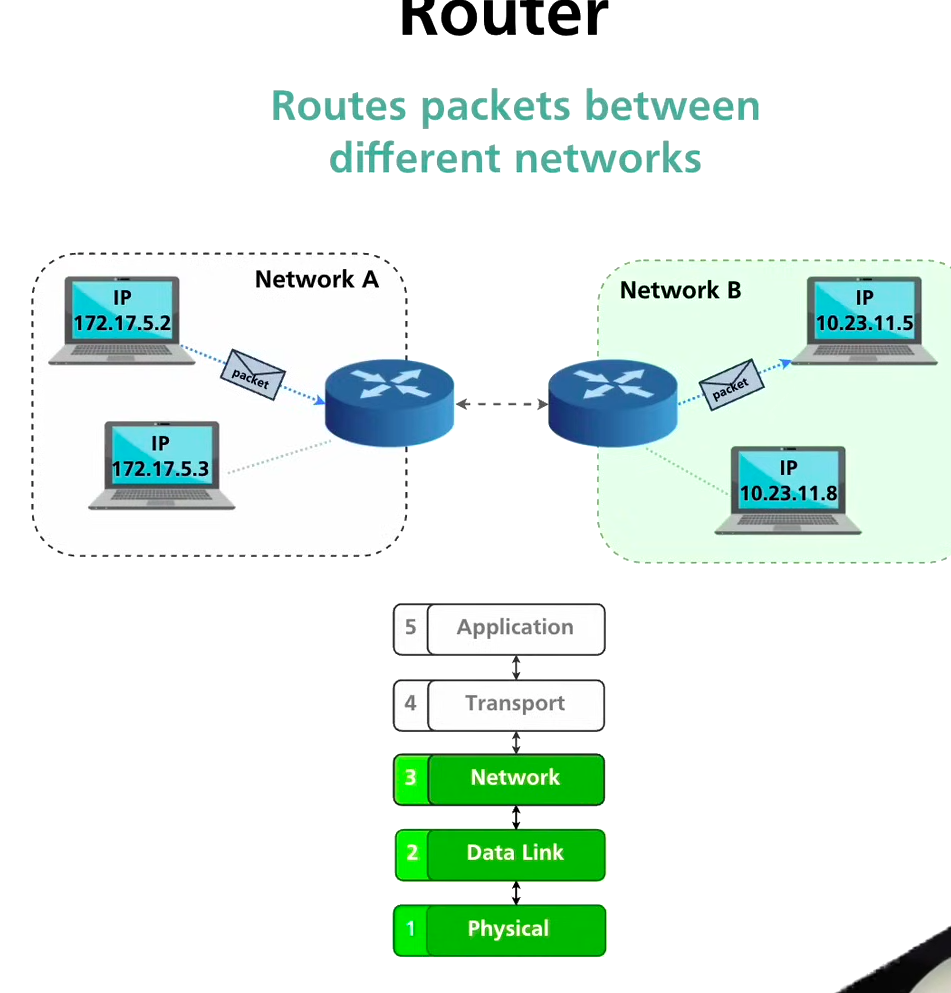 Router
Routes packets between
different networks
Network A
IP
172.17.5.2
packet
IP
172.17.5.3
Network B
IP
10.23.11.5
packet
IP
10.23.11.8
5 Application
4 Transport
3 Network
2 Data Link
1 Physical